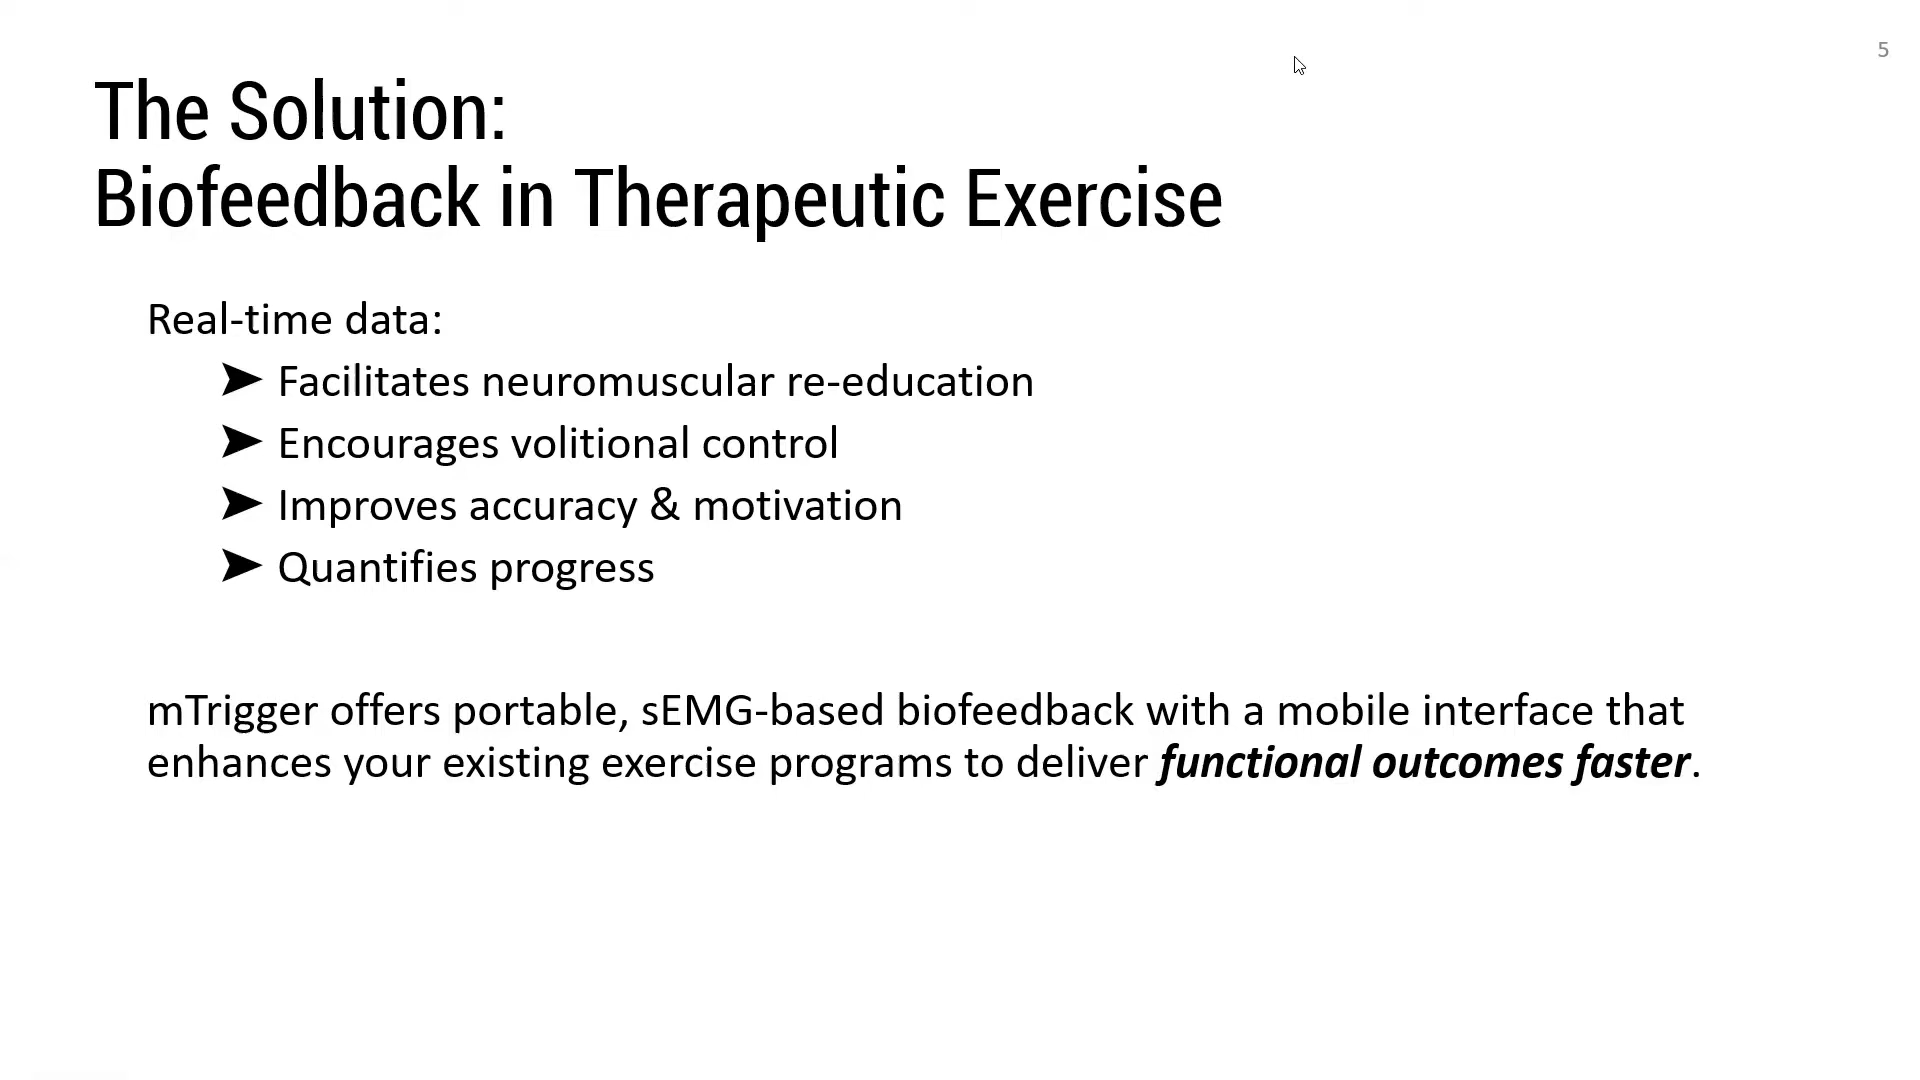 5
The Solution:
Biofeedback in Therapeutic Exercise
Real-time data:
➤ Facilitates neuromuscular re-education
➤ Encourages volitional control
➤ Improves accuracy & motivation
➤ Quantifies progress
mTrigger offers portable, sEMG-based biofeedback with a mobile interface that
enhances your existing exercise programs to deliver functional outcomes faster.